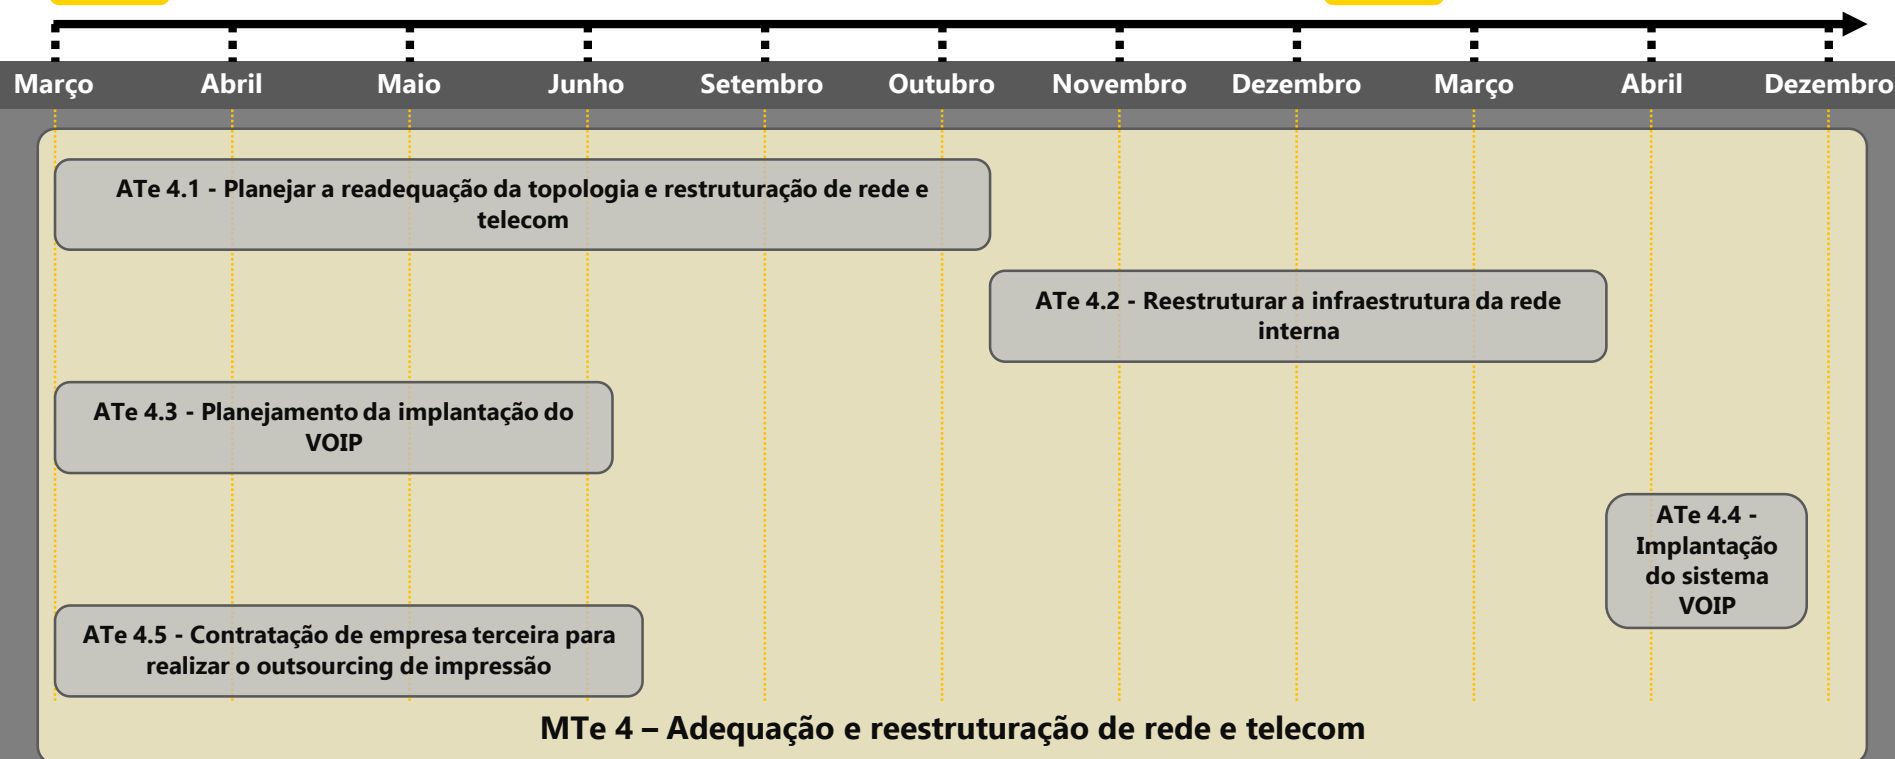 Março Abril Maio Junho Setembro Outubro Novembro Dezembro Março Abril Dezembro
ATe 4.1 - Planejar a readequação da topologia e restruturação de rede e
telecom
ATe 4.2 - Reestruturar a infraestrutura da rede
interna
ATe 4.3 - Planejamento da implantação do
VOIP
ATe 4.4 -
Implantação
do sistema
VOIP
ATe 4.5 - Contratação de empresa terceira para
realizar o outsourcing de impressão
MTe 4 – Adequação e reestruturação de rede e telecom